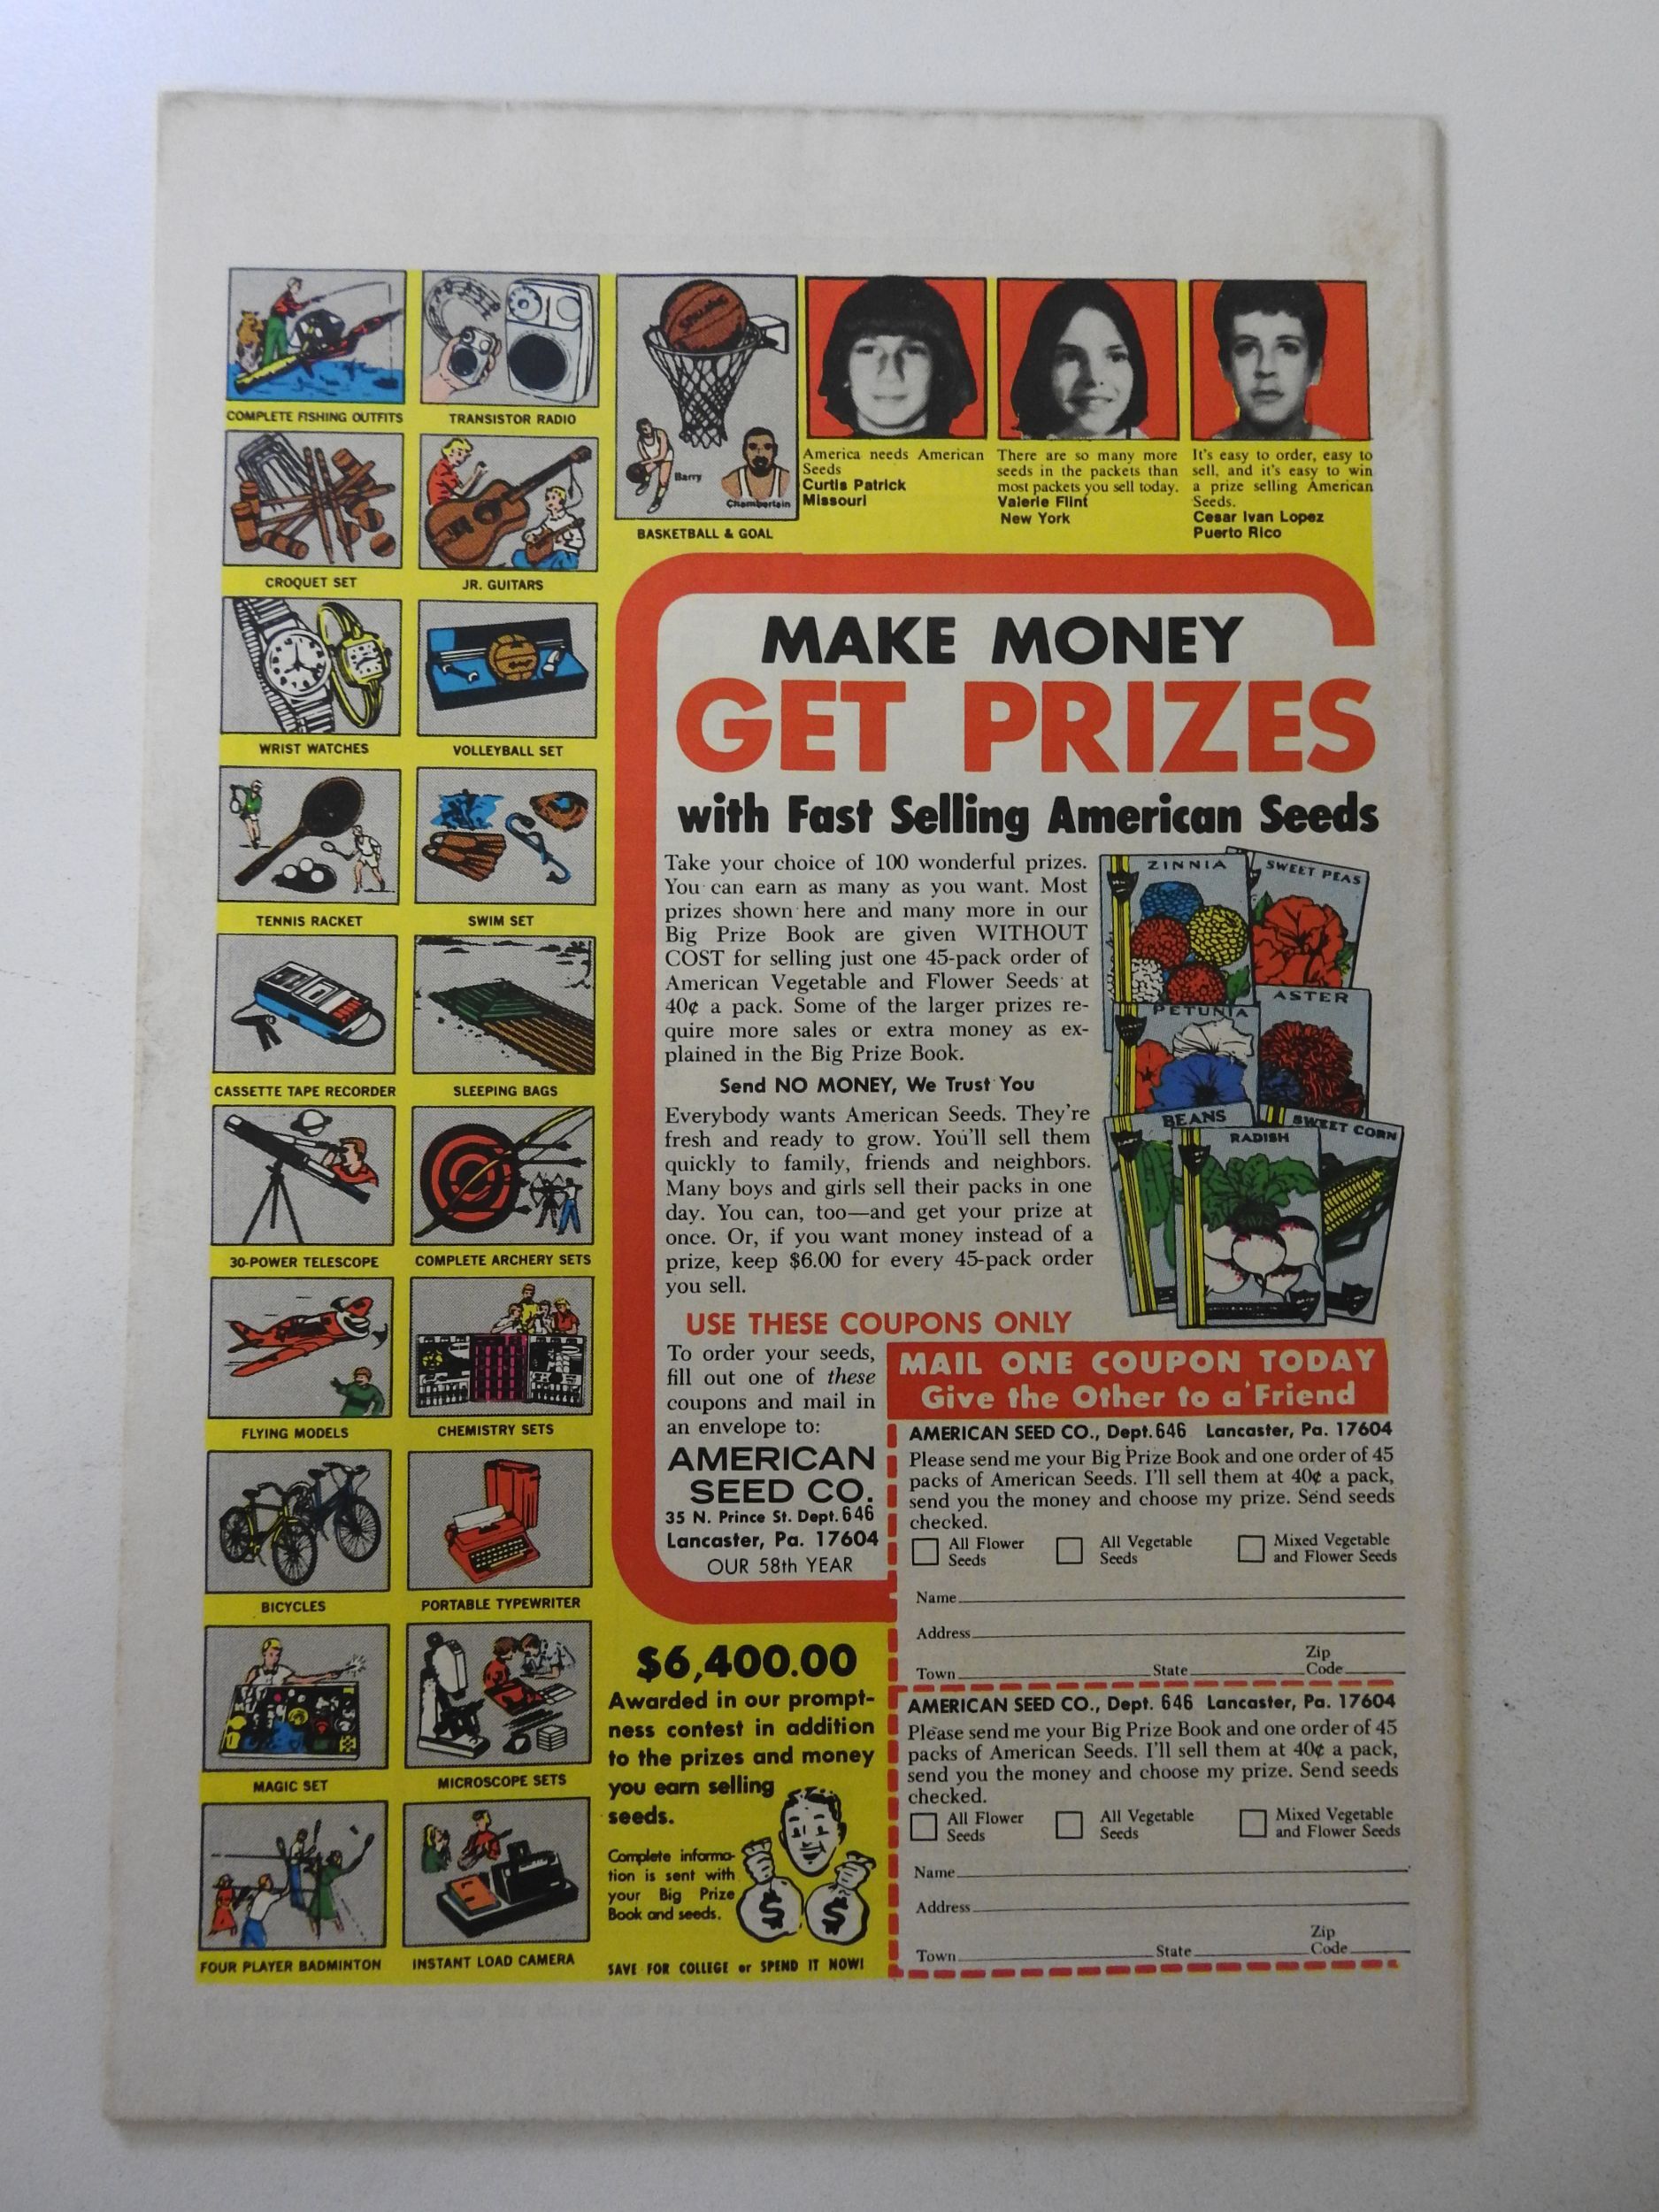 COMPLETE FISHING OUTFITS
TRANSISTOR RADIO
CROQUET SET
JR. GUITARS
WRIST WATCHES
VOLLEYBALL SET
TENNIS RACKET
SWIM SET
CASSETTE TAPE RECORDER
SLEEPING BAGS
30-POWER TELESCOPE
COMPLETE ARCHERY SETS
FLYING MODELS
CHEMISTRY SETS
BICYCLES
PORTABLE TYPEWRITER
MAGIC SET
MICROSCOPE SETS
FOUR PLAYER BADMINTON
INSTANT LOAD CAMERA
Spalding
Barry
Chamberlain
BASKETBALL & GOAL
America needs American
Seeds
Curtis Patrick
Missouri
There are so many more
seeds in the packets than
most packets you sell today.
Valerie Flint
New York
It's easy to order, easy to
sell, and it's easy to win
a prize selling American
Seeds.
Cesar Ivan Lopez
Puerto Rico
MAKE MONEY
GET PRIZES
with Fast Selling American Seeds
Take your choice of 100 wonderful prizes.
You can earn as many as you want. Most
prizes shown here and many more in our
Big Prize Book are given WITHOUT
COST for selling just one 45-pack order of
American Vegetable and Flower Seeds at
40¢ a pack. Some of the larger prizes re-
quire more sales or extra money as ex-
plained in the Big Prize Book.
Send NO MONEY, We Trust You
Everybody wants American Seeds. They're
fresh and ready to grow. You'll sell them
quickly to family, friends and neighbors.
Many boys and girls sell their packs in one
day. You can, too—and get your prize at
once. Or, if you want money instead of a
prize, keep $6.00 for every 45-pack order
you sell.
ZINNIA
SWEET PEAS
PETUNIA
ASTER
BEANS
RADISH
SWEET CORN
USE THESE COUPONS ONLY
To order your seeds,
fill out one of these
coupons and mail in
an envelope to:
AMERICAN
SEED CO.
35 N. Prince St. Dept. 646
Lancaster, Pa. 17604
OUR 58th YEAR
$6,400.00
Awarded in our prompt-
ness contest in addition
to the prizes and money
you earn selling
seeds.
Complete informa-
tion is sent with
your Big Prize
Book and seeds.
$ $
SAVE FOR COLLEGE or SPEND IT NOW!
MAIL ONE COUPON TODAY
Give the Other to a Friend
AMERICAN SEED CO., Dept. 646 Lancaster, Pa. 17604
Please send me your Big Prize Book and one order of 45
packs of American Seeds. I'll sell them at 40¢ a pack,
send you the money and choose my prize. Send seeds
checked.
All Flower Seeds
All Vegetable Seeds
Mixed Vegetable and Flower Seeds
Name
Address
Town State Zip Code
AMERICAN SEED CO., Dept. 646 Lancaster, Pa. 17604
Please send me your Big Prize Book and one order of 45
packs of American Seeds. I'll sell them at 40¢ a pack,
send you the money and choose my prize. Send seeds
checked.
All Flower Seeds
All Vegetable Seeds
Mixed Vegetable and Flower Seeds
Name
Address
Town State Zip Code